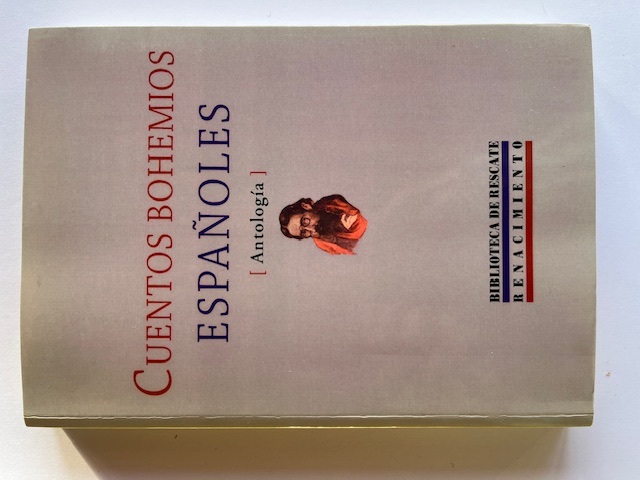 CUENTOS BOHEMIOS
ESPAÑOLES
[ Antología ]
BIBLIOTECA DE RESCATE
RENACIMIENTO